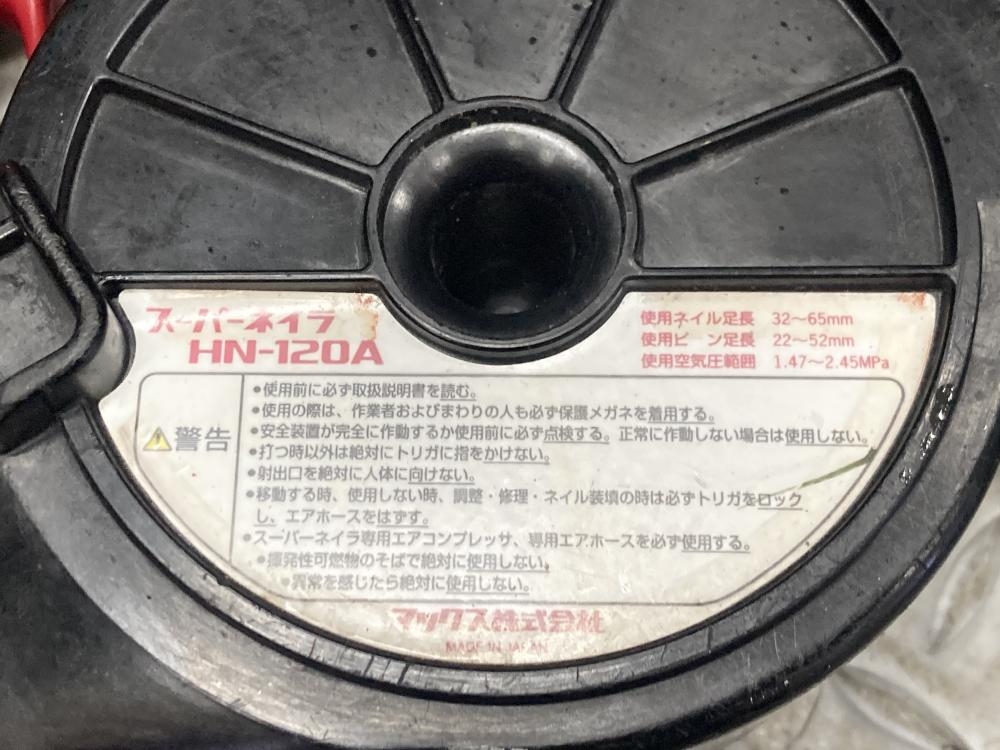 スーパーネイラ
HN-120A
使用ネイル足長 32～65mm
使用ピン足長 22～52mm
使用空気圧範囲 1.47～2.45MPa
⚠警告
●使用前に必ず取扱説明書を読む。
●使用の際は、作業者およびまわりの人も必ず保護メガネを着用する。
●安全装置が完全に作動するか使用前に必ず点検する。正常に作動しない場合は使用しない。
●打つ時以外は絶対にトリガに指をかけない。
●射出口を絶対に人体に向けない。
●移動する時、使用しない時、調整・修理・ネイル装填の時は必ずトリガをロック
し、エアホースをはずす。
●スーパーネイラ専用エアコンプレッサ、専用エアホースを必ず使用する。
●揮発性可燃物のそばで絶対に使用しない。
●異常を感じたら絶対に使用しない。
マックス株式会社
MADE IN JAPAN